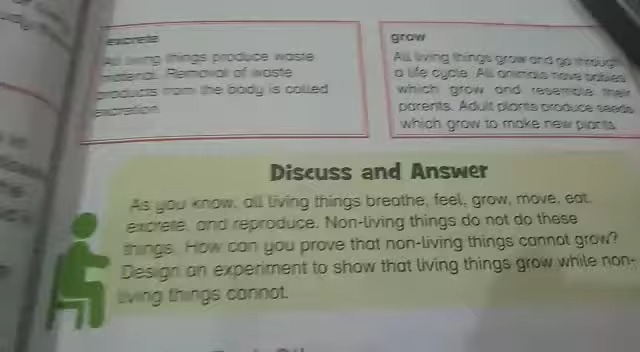 excrete
All living things produce waste
material. Removal of waste
products from the body is called
excretion.
grow
All living things grow and go through
a life cycle. All animals have babies
which grow and resemble their
parents. Adult plants produce seeds
which grow to make new plants.
Discuss and Answer
As you know, all living things breathe, feel, grow, move, eat,
excrete, and reproduce. Non-living things do not do these
things. How can you prove that non-living things cannot grow?
Design an experiment to show that living things grow while non-
living things cannot.